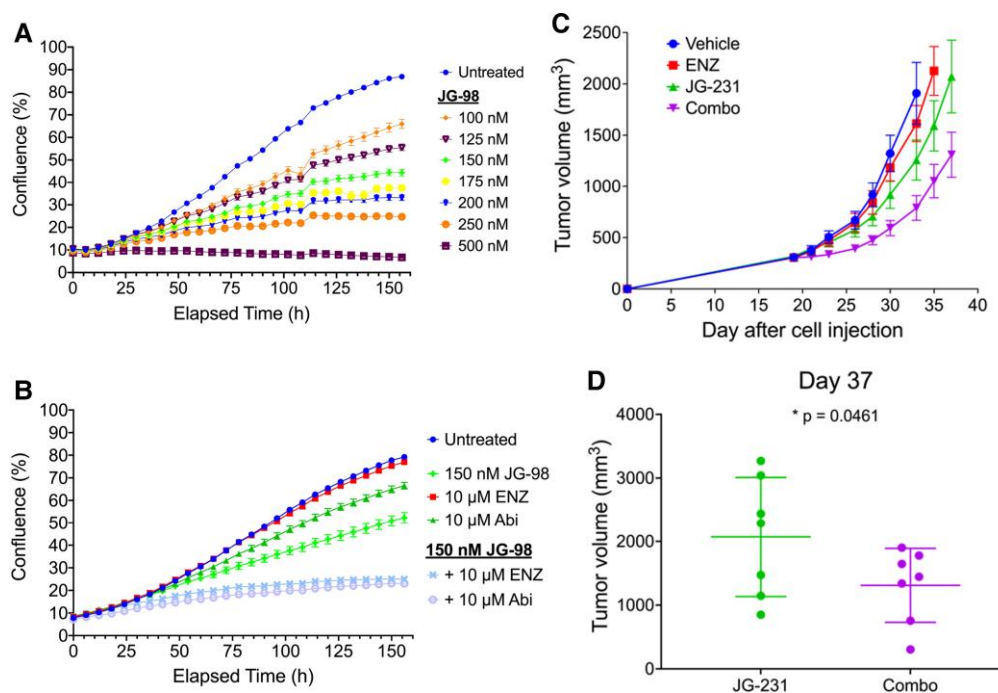 A
Confluence (%)
100
90
80
70
60
50
40
30
20
10
0
0 25 50 75 100 125 150
Elapsed Time (h)
Untreated
JG-98
100 nM
125 nM
150 nM
175 nM
200 nM
250 nM
500 nM
B
Confluence (%)
100
90
80
70
60
50
40
30
20
10
0
0 25 50 75 100 125 150
Elapsed Time (h)
Untreated
150 nM JG-98
10 µM ENZ
10 µM Abi
150 nM JG-98
+ 10 µM ENZ
+ 10 µM Abi
C
Tumor volume (mm³)
2500
2000
1500
1000
500
0
0 5 10 15 20 25 30 35 40
Day after cell injection
Vehicle
ENZ
JG-231
Combo
D
Day 37
* p = 0.0461
Tumor volume (mm³)
4000
3000
2000
1000
0
JG-231 Combo